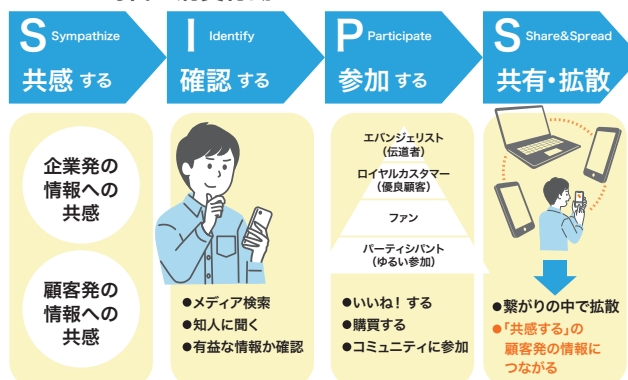 S Sympathize
共感 する
I Identify
確認 する
P Participate
参加 する
S Share&Spread
共有・拡散
企業発の
情報への
共感
顧客発の
情報への
共感
●メディア検索
●知人に聞く
●有益な情報か確認
エバンジェリスト
(伝道者)
ロイヤルカスタマー
(優良顧客)
ファン
パーティシパント
(ゆるい参加)
●いいね！する
●購買する
●コミュニティに参加
●繋がりの中で拡散
●「共感する」の
顧客発の情報に
つながる